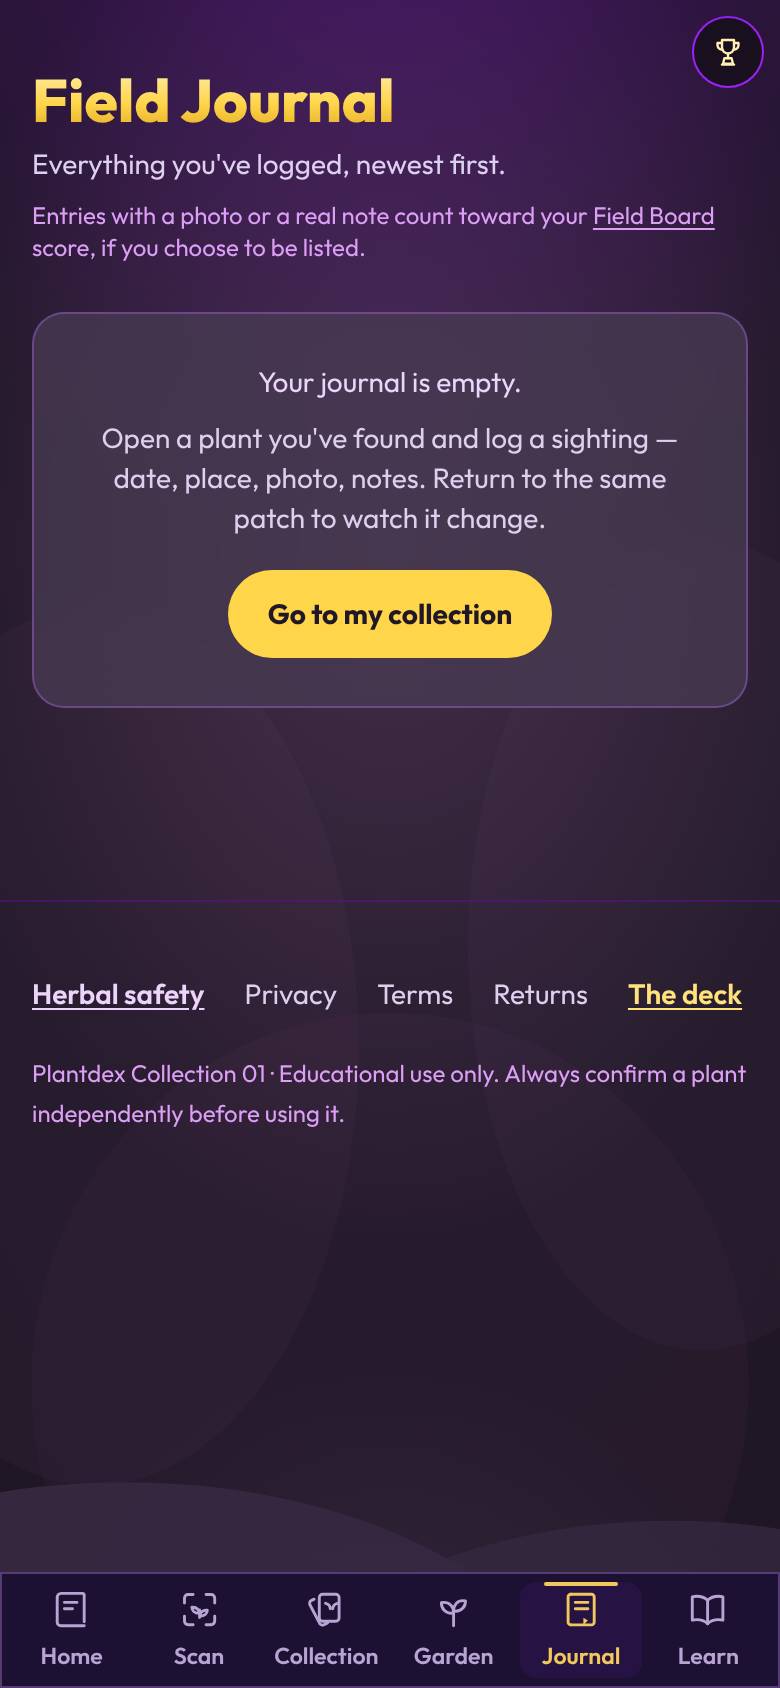 Field Journal
Everything you've logged, newest first.
Entries with a photo or a real note count toward your Field Board
score, if you choose to be listed.
Your journal is empty.
Open a plant you've found and log a sighting —
date, place, photo, notes. Return to the same
patch to watch it change.
Go to my collection
Herbal safety Privacy Terms Returns The deck
Plantdex Collection 01 · Educational use only. Always confirm a plant
independently before using it.
Home Scan Collection Garden Journal Learn